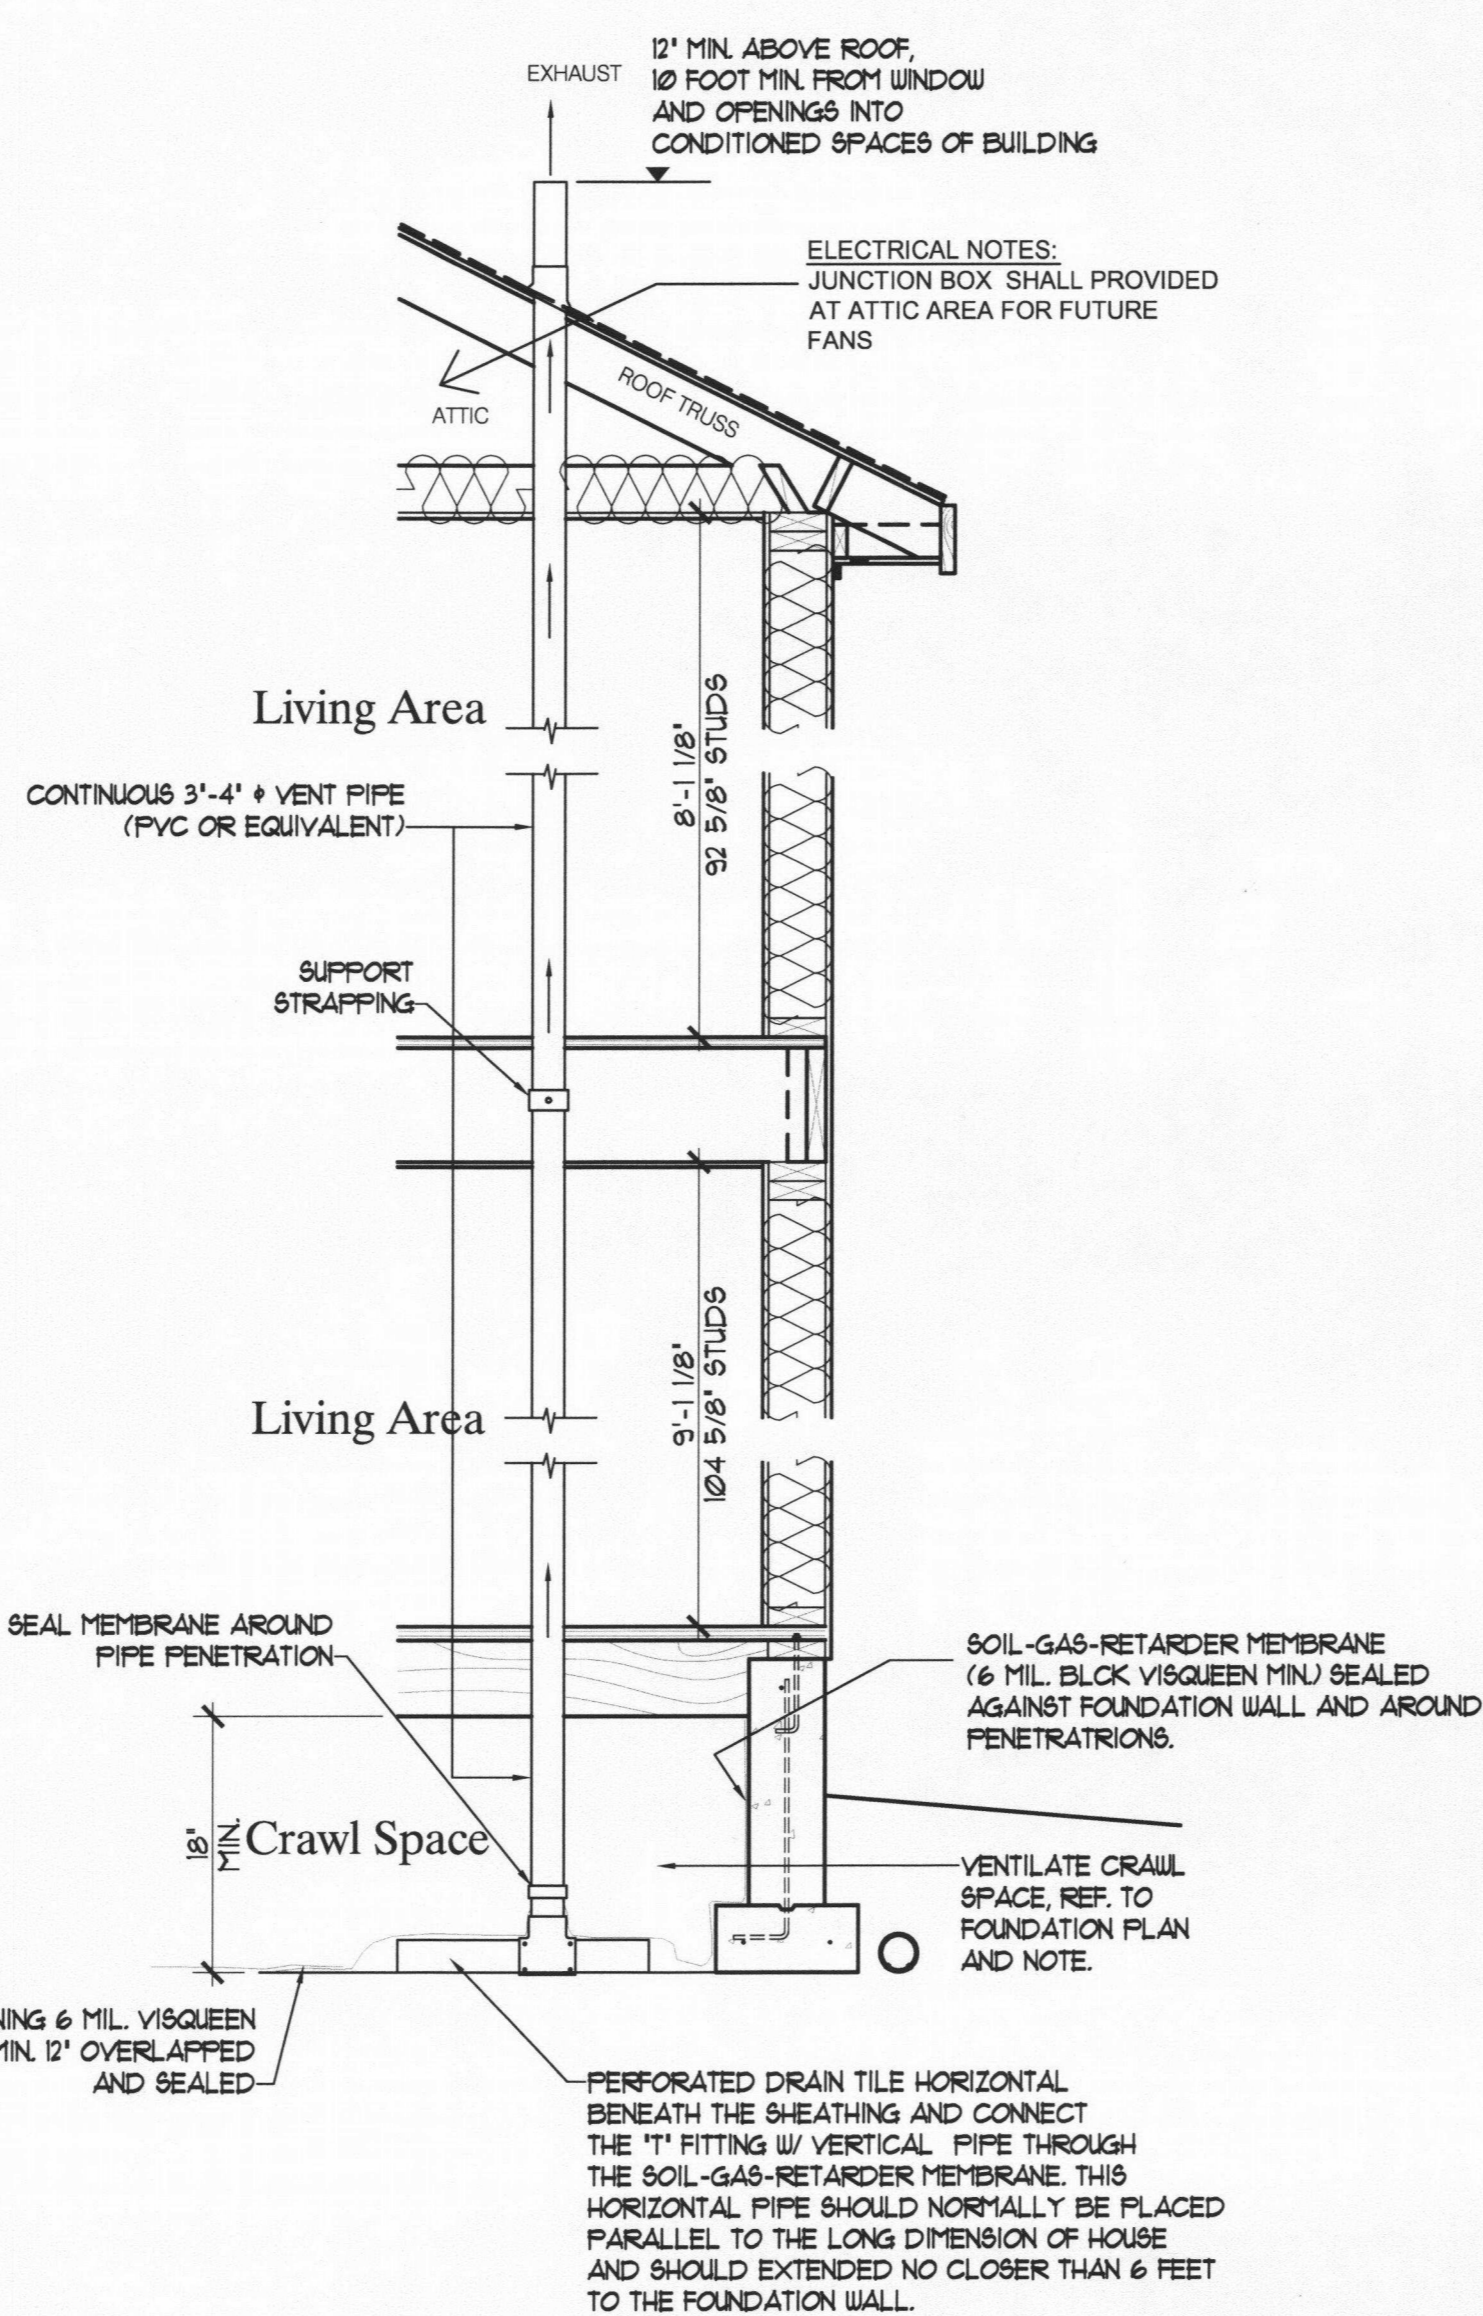 EXHAUST
12" MIN. ABOVE ROOF,
10 FOOT MIN. FROM WINDOW
AND OPENINGS INTO
CONDITIONED SPACES OF BUILDING
ELECTRICAL NOTES:
JUNCTION BOX SHALL PROVIDED
AT ATTIC AREA FOR FUTURE
FANS
ROOF TRUSS
ATTIC
Living Area
8'-1 1/8"
92 5/8" STUDS
CONTINUOUS 3"-4" ϕ VENT PIPE
(PVC OR EQUIVALENT)
SUPPORT
STRAPPING
9'-1 1/8"
104 5/8" STUDS
Living Area
SEAL MEMBRANE AROUND
PIPE PENETRATION
SOIL-GAS-RETARDER MEMBRANE
(6 MIL. BLCK VISQUEEN MIN.) SEALED
AGAINST FOUNDATION WALL AND AROUND
PENETRATRIONS.
18"
MIN.
Crawl Space
VENTILATE CRAWL
SPACE, REF. TO
FOUNDATION PLAN
AND NOTE.
6 MIL. VISQUEEN
MIN. 12" OVERLAPPED
AND SEALED
PERFORATED DRAIN TILE HORIZONTAL
BENEATH THE SHEATHING AND CONNECT
THE "T" FITTING W/ VERTICAL PIPE THROUGH
THE SOIL-GAS-RETARDER MEMBRANE. THIS
HORIZONTAL PIPE SHOULD NORMALLY BE PLACED
PARALLEL TO THE LONG DIMENSION OF HOUSE
AND SHOULD EXTENDED NO CLOSER THAN 6 FEET
TO THE FOUNDATION WALL.